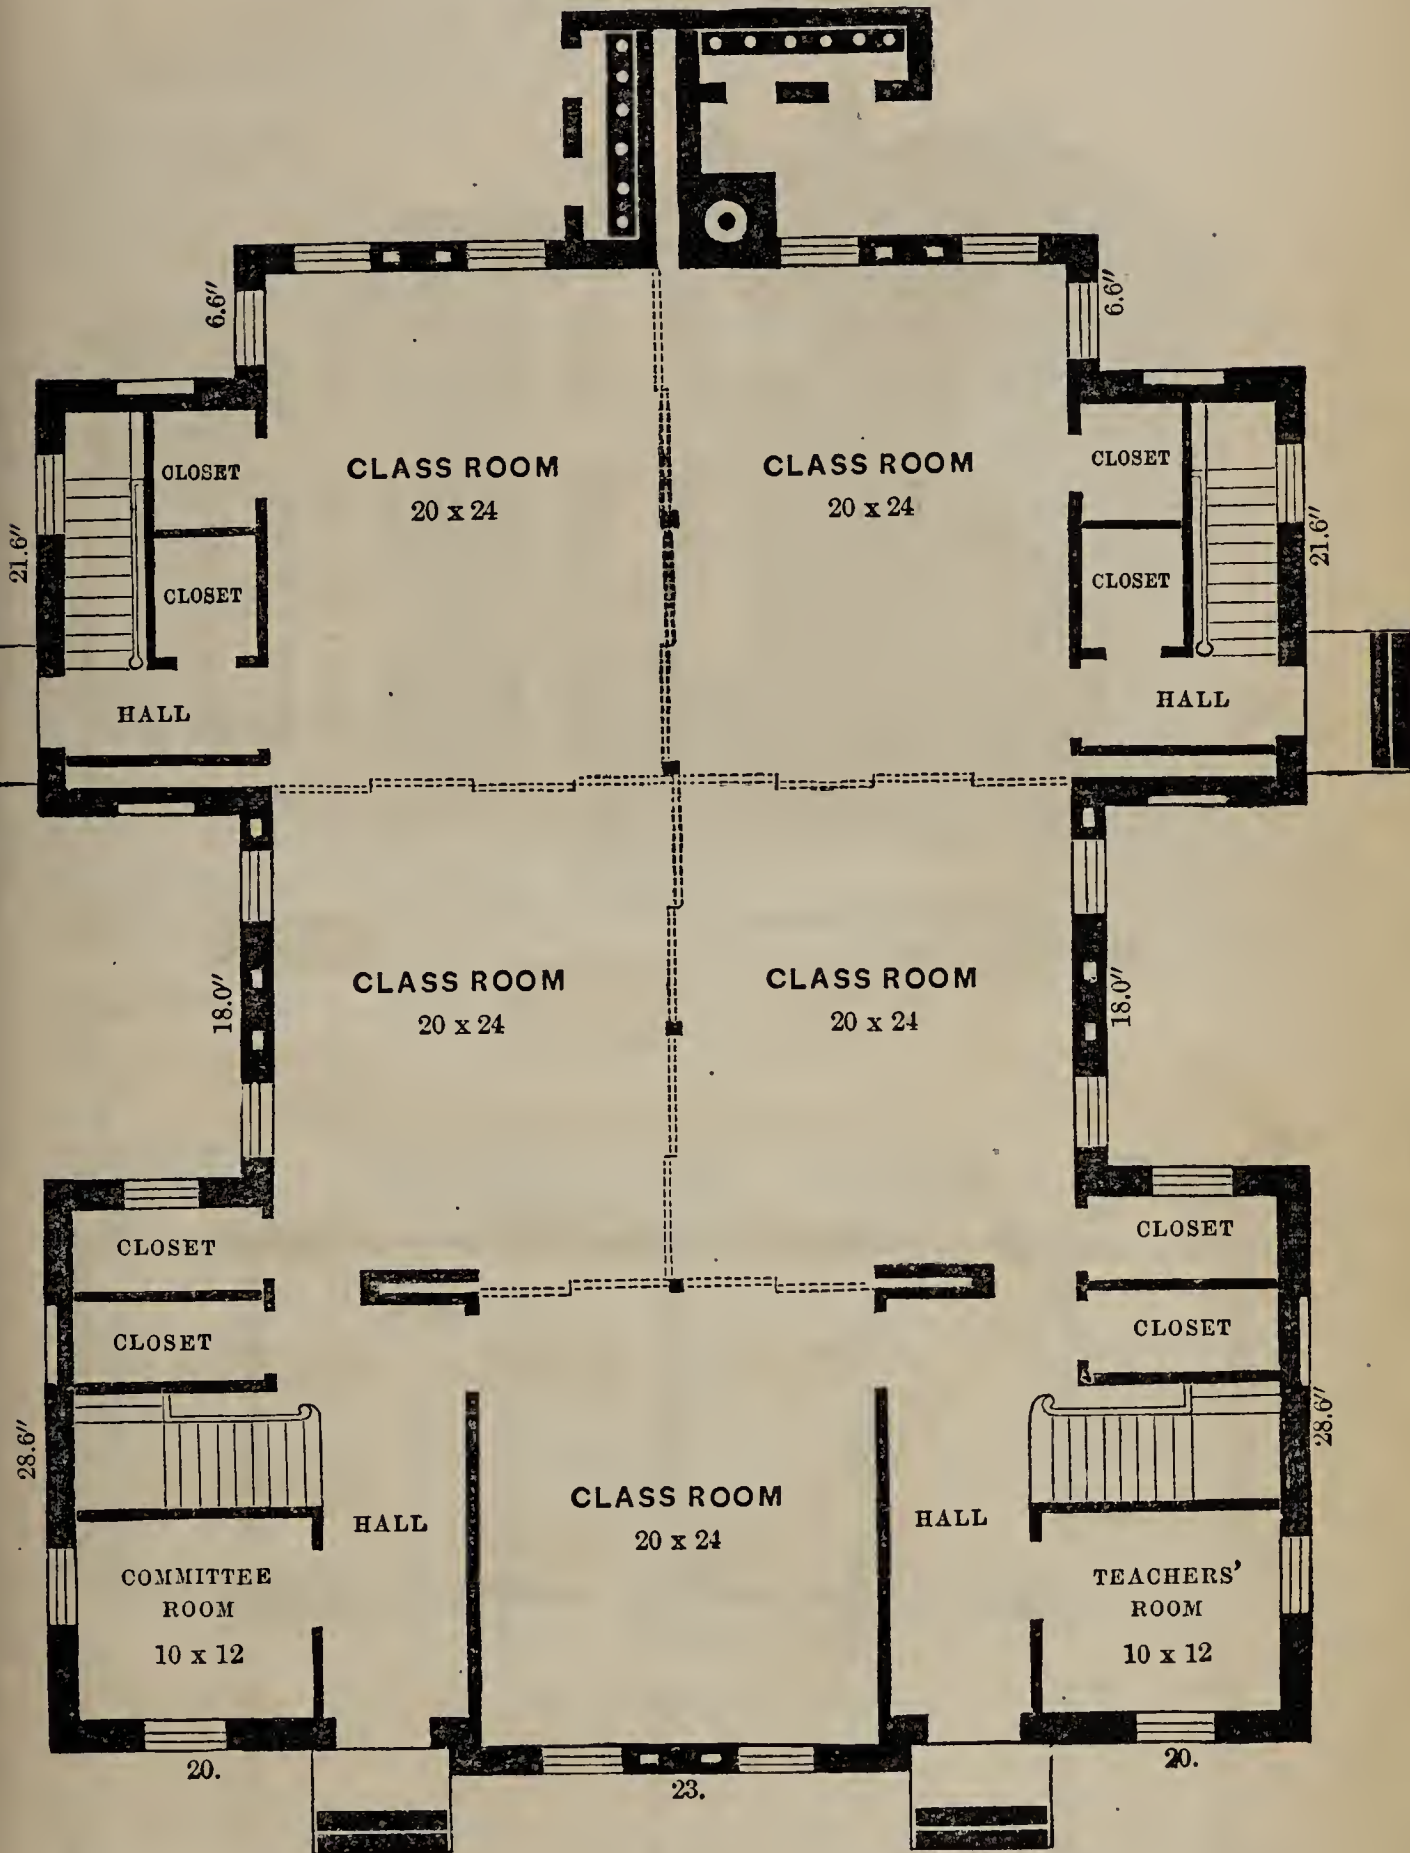 6.6″
6.6″
CLOSET
CLASS ROOM
20 x 24
CLASS ROOM
20 x 24
CLOSET
21.6″
CLOSET
CLOSET
21.6″
HALL
HALL
18.0″
CLASS ROOM
20 x 24
CLASS ROOM
20 x 24
18.0″
CLOSET
CLOSET
CLOSET
CLOSET
28.6″
28.6″
HALL
CLASS ROOM
20 x 24
HALL
COMMITTEE
ROOM
10 x 12
TEACHERS’
ROOM
10 x 12
20.
23.
20.